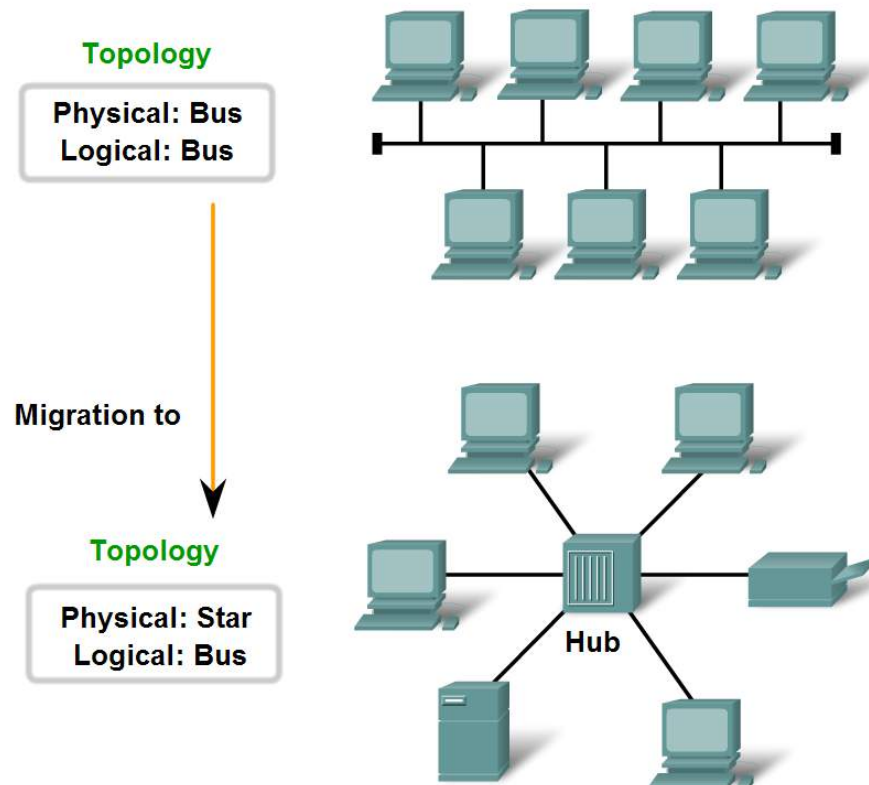 Topology
Physical: Bus
Logical: Bus
Migration to
Topology
Physical: Star
Logical: Bus
Hub